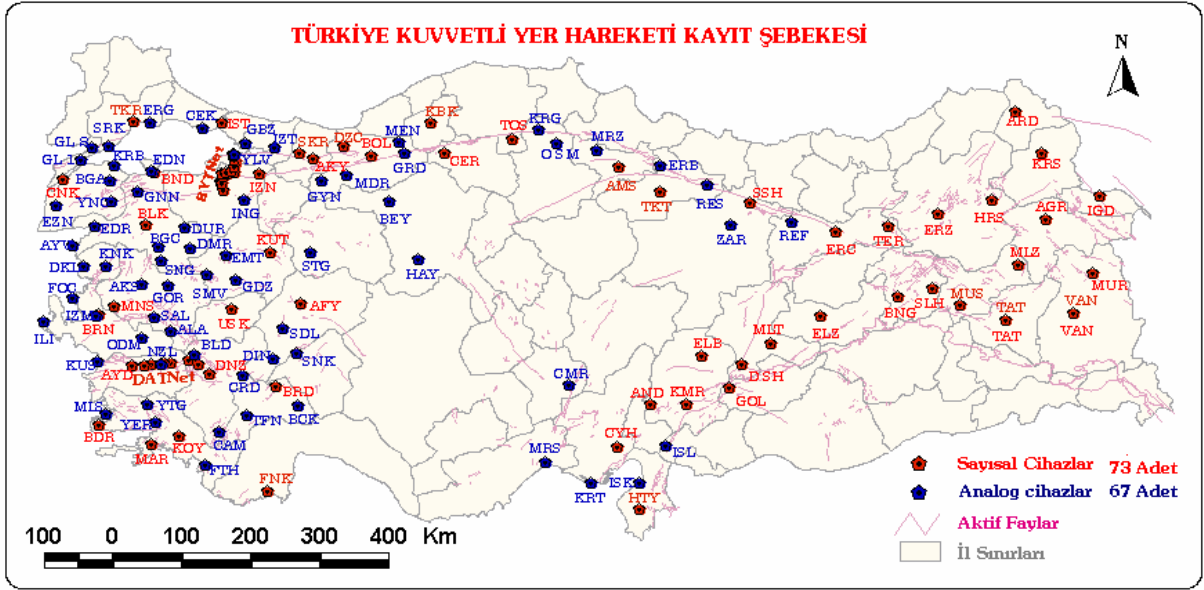 TÜRKİYE KUVVETLİ YER HAREKETİ KAYIT ŞEBEKESİ
N
TKR ERG
CEK
IST
GBZ
IZT
SRK
GLS
GLI
KRB
EDN
BND
CNK
BGA
YNC
GNN
EZN
EDR
BLK
BYTNet
YLV
IZN
ING
SKR
AKY
DZC
BOL
MEN
GRD
KBK
CER
GYN
MDR
BEY
HAY
TOS
KRG
OSM
MRZ
AMS
ERB
TKT
RES
SSH
ZAR
REF
ERC
TER
ERZ
HRS
ARD
KRS
IGD
AGR
MLZ
MUR
VAN
VAN
TAT
TAT
MUS
SLH
BNG
ELZ
MLT
ELB
DSH
GOL
KMR
AND
CMR
CYH
ISL
MRS
KRT
ISK
HTY
AYV
DKL
KNK
BGC
DUR
DMR
EMT
KUT
STG
SNG
SMV
GDZ
FOC
AKS
GOR
MNS
IZM
BRN
SAL
ALA
USK
AFY
ILI
ODM
NZL
BLD
SDL
KUS
AYD
DATNet
DNZ
DIN
SNK
CRD
BRD
BCK
MLS
YTG
YER
BDR
KOY
MAR
CAM
TFN
FTH
FNK
Sayısal Cihazlar 73 Adet
Analog cihazlar 67 Adet
Aktif Faylar
İl Sınırları
100 0 100 200 300 400 Km